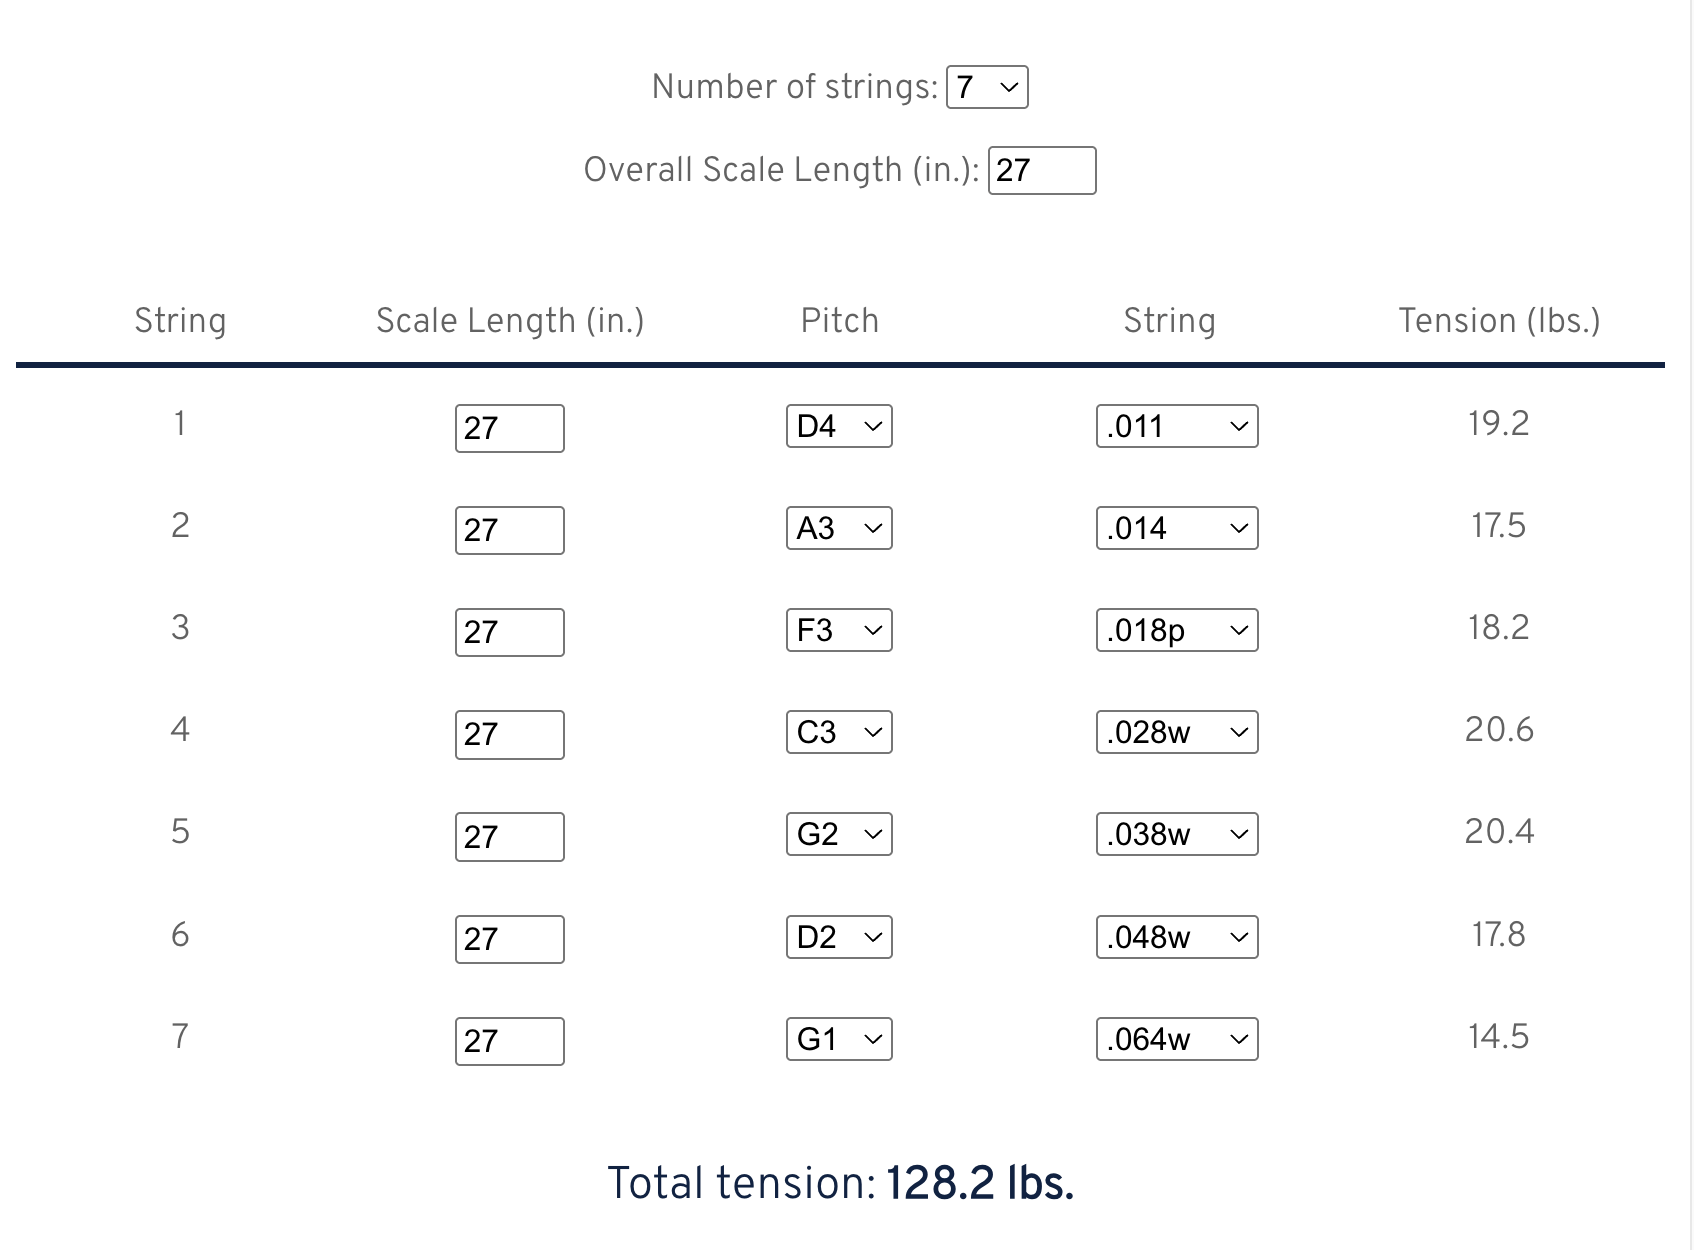 Number of strings: 7
Overall Scale Length (in.): 27
String Scale Length (in.) Pitch String Tension (lbs.)
1 27 D4 .011 19.2
2 27 A3 .014 17.5
3 27 F3 .018p 18.2
4 27 C3 .028w 20.6
5 27 G2 .038w 20.4
6 27 D2 .048w 17.8
7 27 G1 .064w 14.5
Total tension: 128.2 lbs.